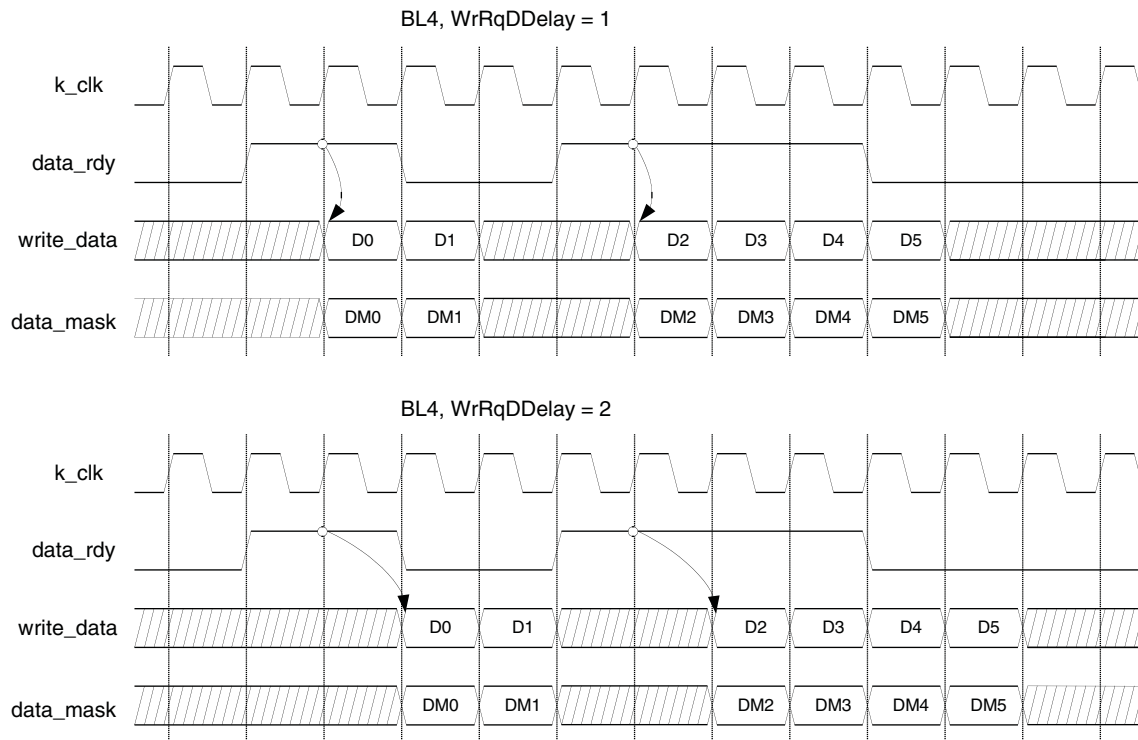 BL4, WrRqDDelay = 1
k_clk
data_rdy
write_data D0 D1 D2 D3 D4 D5
data_mask DM0 DM1 DM2 DM3 DM4 DM5
BL4, WrRqDDelay = 2
k_clk
data_rdy
write_data D0 D1 D2 D3 D4 D5
data_mask DM0 DM1 DM2 DM3 DM4 DM5